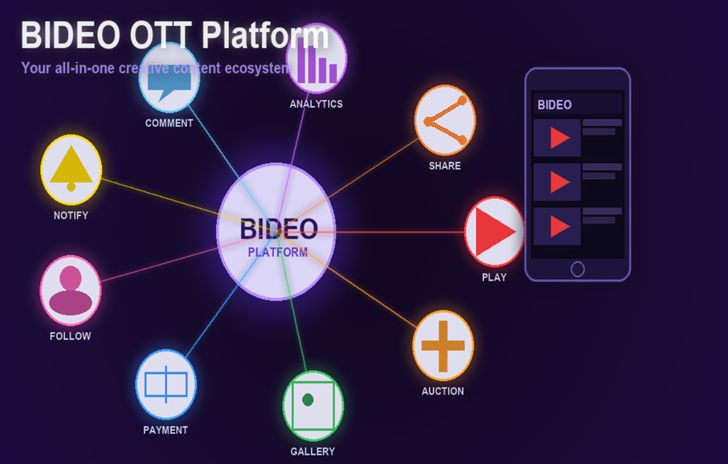 BIDEO OTT Platform
Your all-in-one creative content ecosystem
COMMENT
ANALYTICS
SHARE
BIDEO
NOTIFY
BIDEO
PLATFORM
PLAY
FOLLOW
AUCTION
PAYMENT
GALLERY